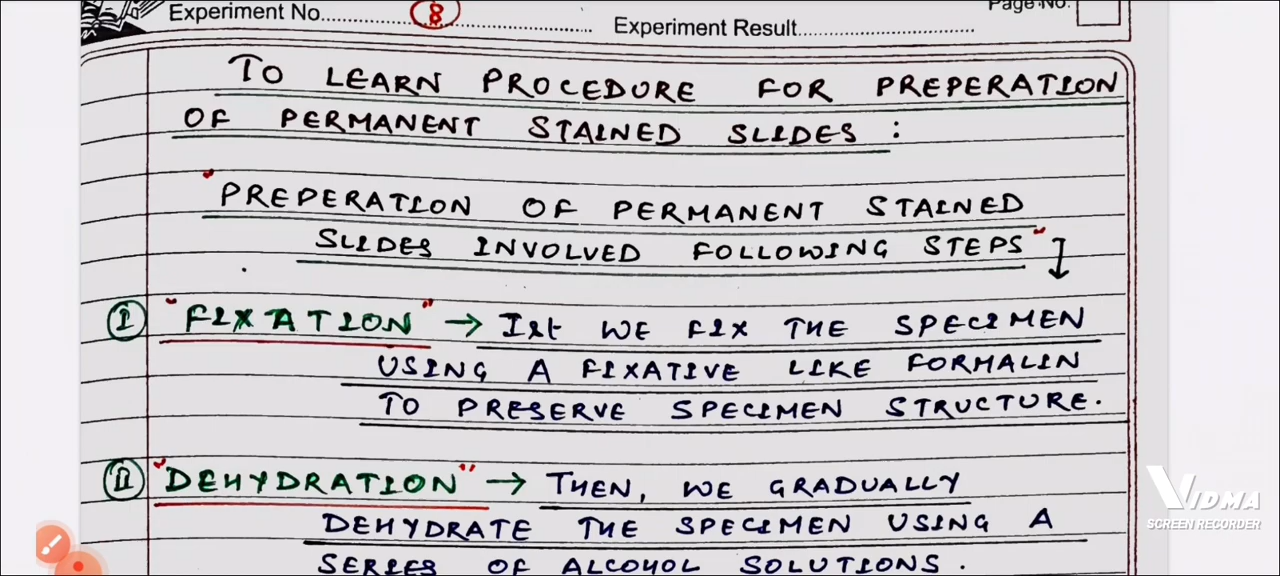 Page No.
Experiment No. 8
Experiment Result
TO LEARN PROCEDURE FOR PREPERATION
OF PERMANENT STAINED SLIDES :
"PREPERATION OF PERMANENT STAINED
SLIDES INVOLVED FOLLOWING STEPS"
I "FIXATION" → Ist WE FIX THE SPECIMEN
USING A FIXATIVE LIKE FORMALIN
TO PRESERVE SPECIMEN STRUCTURE.
II "DEHYDRATION" → THEN, WE GRADUALLY
DEHYDRATE THE SPECIMEN USING A
SERIES OF ALCOHOL SOLUTIONS.
VIDMA
SCREEN RECORDER